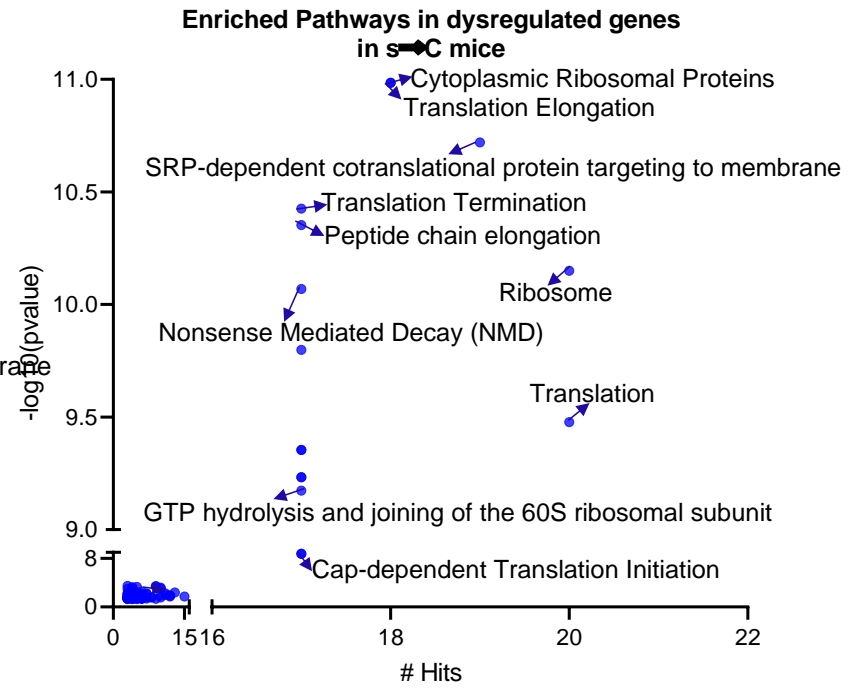 Enriched Pathways in dysregulated genes
in s C mice
11.0
Cytoplasmic Ribosomal Proteins
Translation Elongation
SRP-dependent cotranslational protein targeting to membrane
10.5
Translation Termination
Peptide chain elongation
Ribosome
10.0
Nonsense Mediated Decay (NMD)
-log10(pvalue)
Translation
9.5
GTP hydrolysis and joining of the 60S ribosomal subunit
9.0
8
Cap-dependent Translation Initiation
0
0 15 16 18 20 22
# Hits